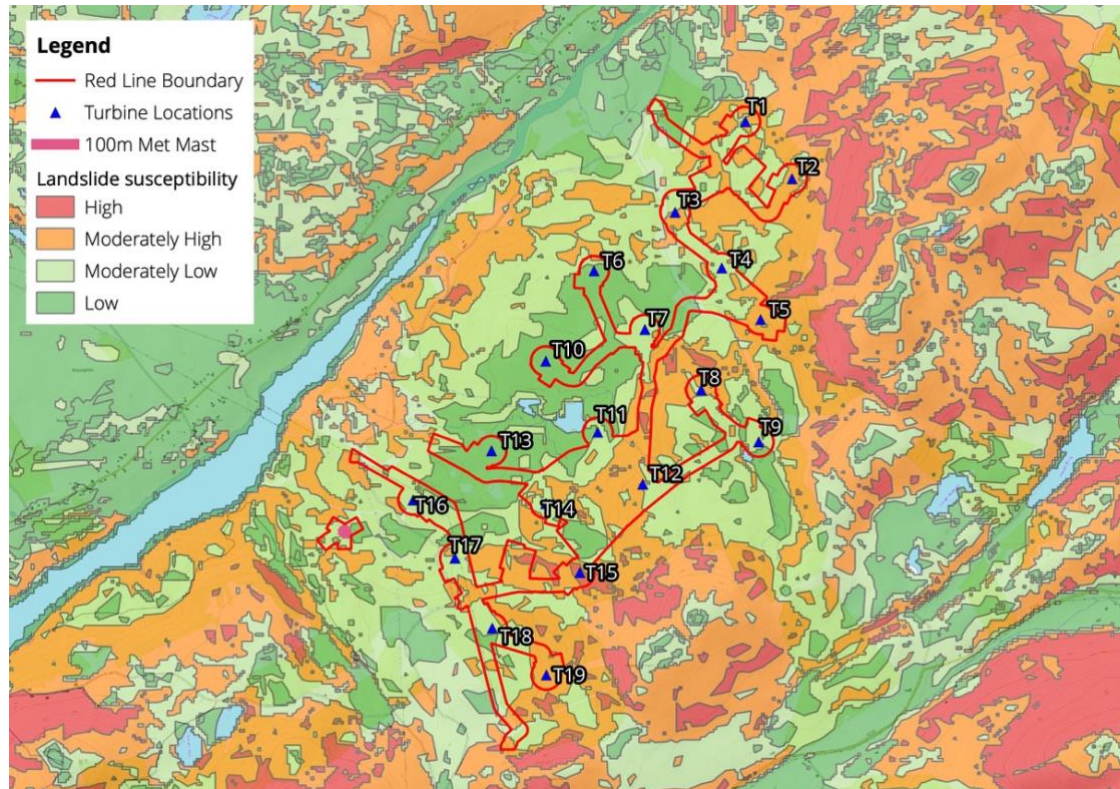 Legend
Red Line Boundary
Turbine Locations
100m Met Mast
Landslide susceptibility
High
Moderately High
Moderately Low
Low
T1
T2
T3
T4
T6
T5
T7
T10
T8
T11
T9
T13
T12
T16
T14
T17
T15
T18
T19